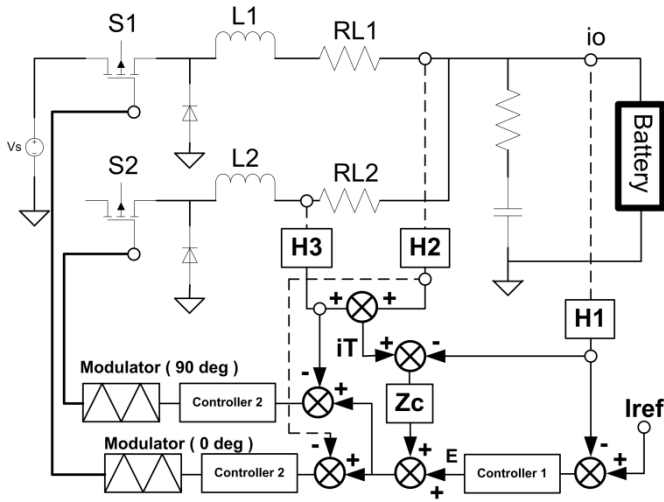 S1
L1
RL1
io
Vs
Battery
S2
L2
RL2
H3
H2
H1
+
+
iT
+
-
Modulator ( 90 deg )
-
+
Controller 2
Zc
Iref
Modulator ( 0 deg )
-
+
Controller 2
+
+
E
Controller 1
-
+